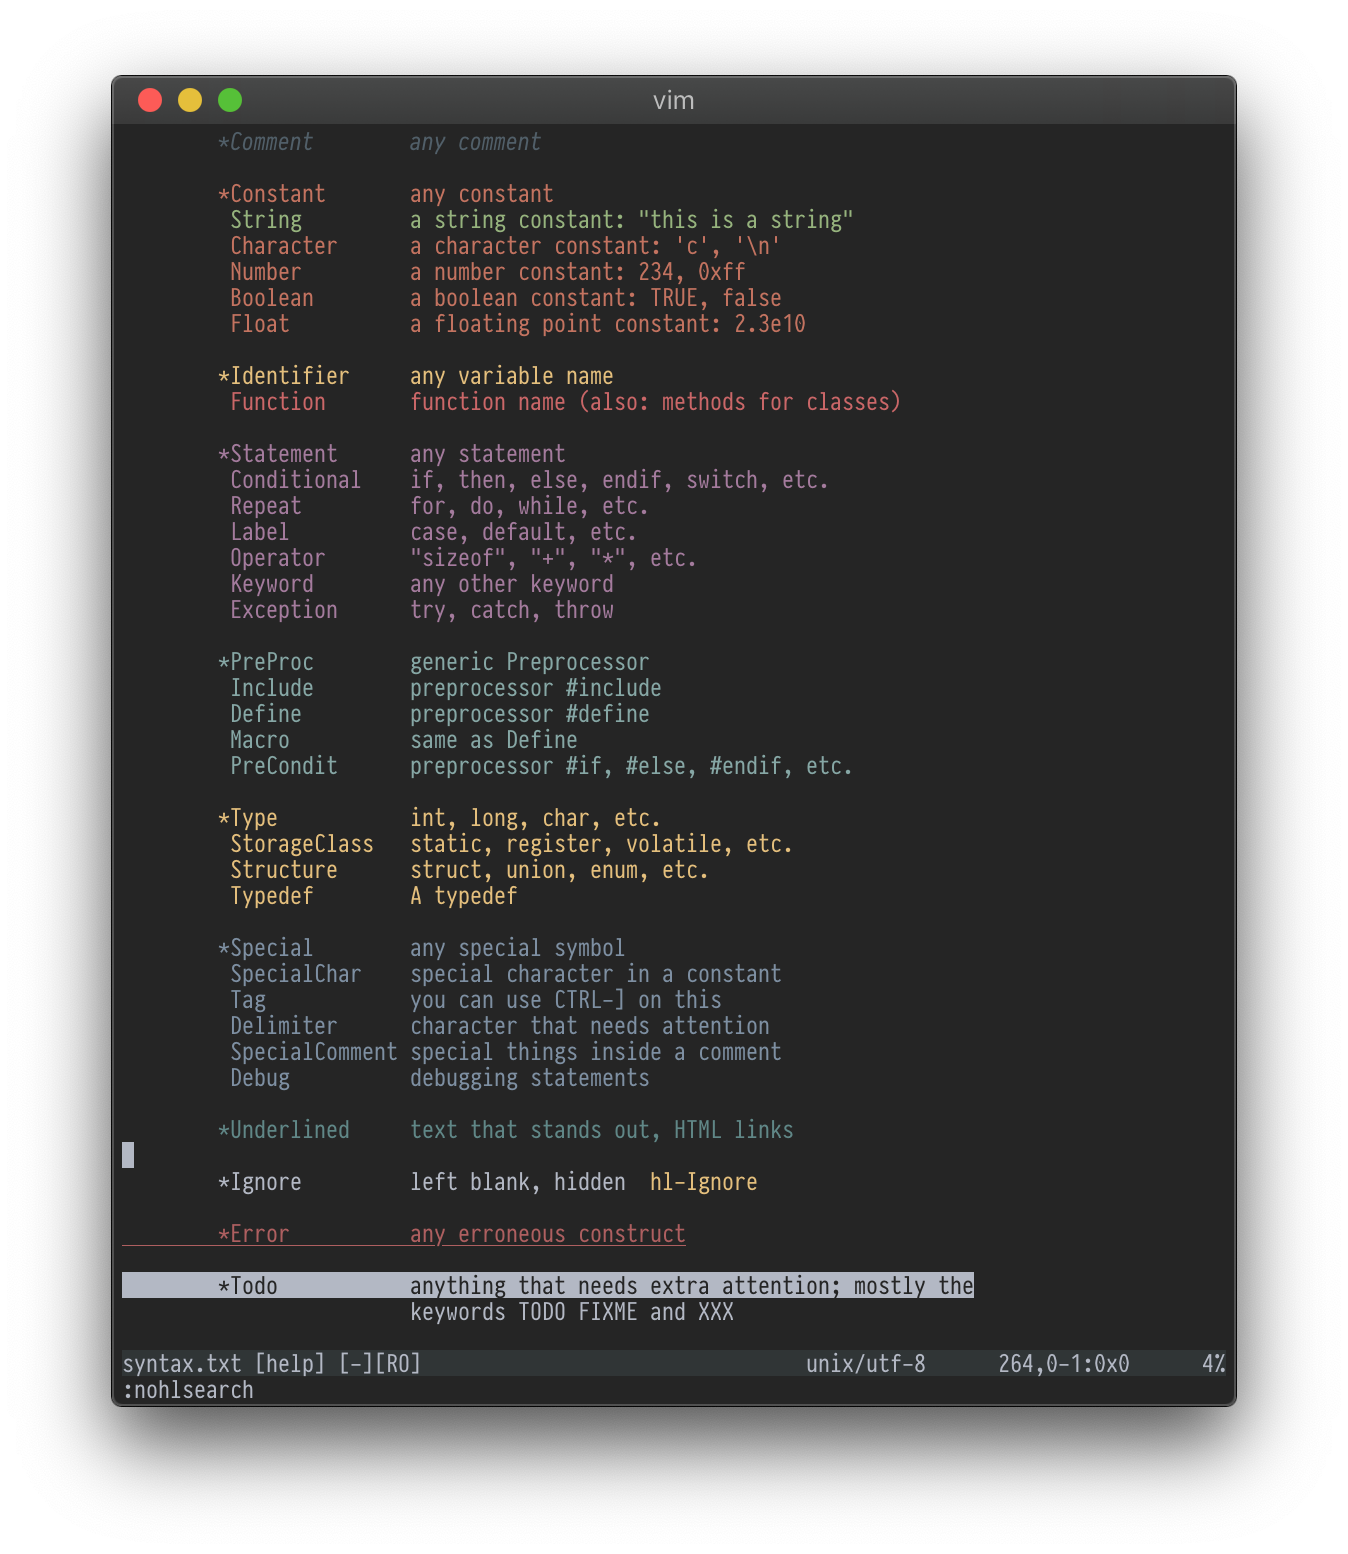 vim
*Comment any comment
*Constant any constant
String a string constant: "this is a string"
Character a character constant: 'c', '\n'
Number a number constant: 234, 0xff
Boolean a boolean constant: TRUE, false
Float a floating point constant: 2.3e10
*Identifier any variable name
Function function name (also: methods for classes)
*Statement any statement
Conditional if, then, else, endif, switch, etc.
Repeat for, do, while, etc.
Label case, default, etc.
Operator "sizeof", "+", "*", etc.
Keyword any other keyword
Exception try, catch, throw
*PreProc generic Preprocessor
Include preprocessor #include
Define preprocessor #define
Macro same as Define
PreCondit preprocessor #if, #else, #endif, etc.
*Type int, long, char, etc.
StorageClass static, register, volatile, etc.
Structure struct, union, enum, etc.
Typedef A typedef
*Special any special symbol
SpecialChar special character in a constant
Tag you can use CTRL-] on this
Delimiter character that needs attention
SpecialComment special things inside a comment
Debug debugging statements
*Underlined text that stands out, HTML links
*Ignore left blank, hidden hl-Ignore
*Error any erroneous construct
*Todo anything that needs extra attention; mostly the
keywords TODO FIXME and XXX
syntax.txt [help] [-][RO] unix/utf-8 264,0-1:0x0 4%
:nohlsearch